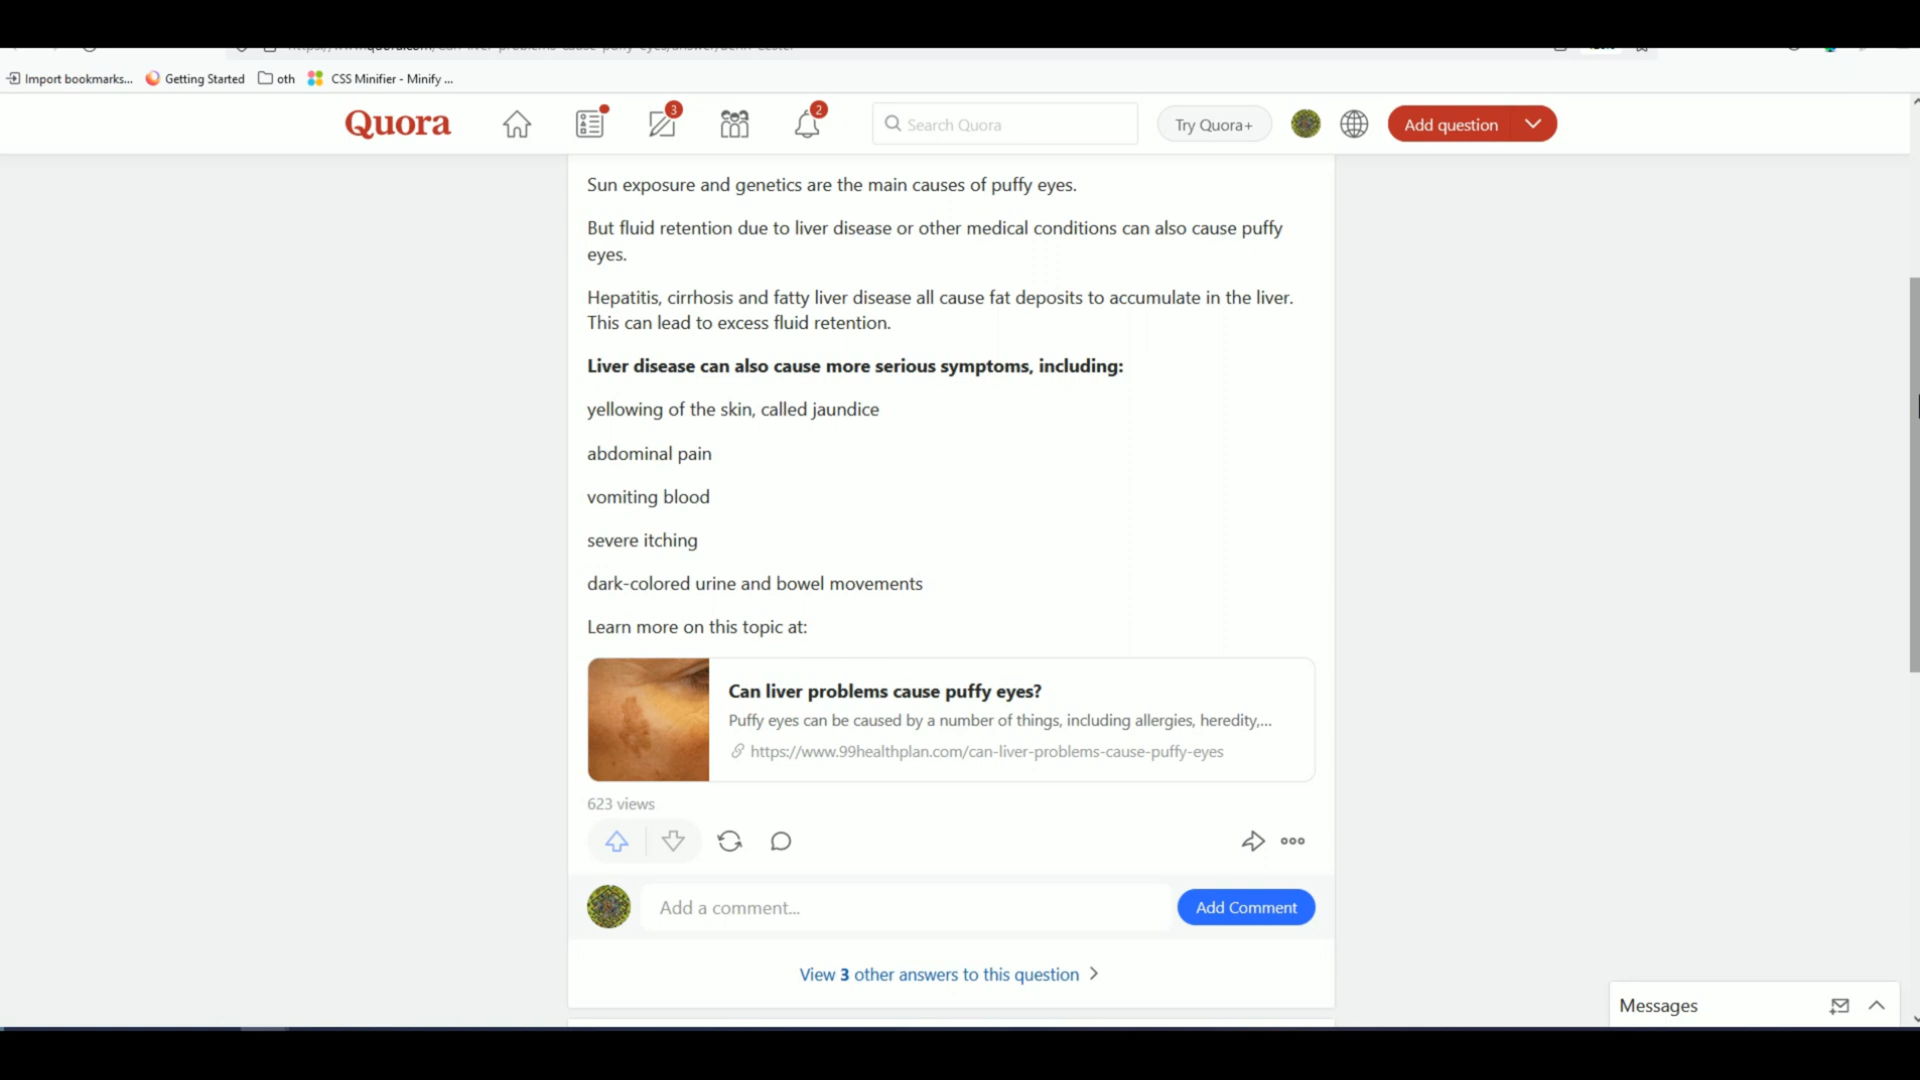 Import bookmarks...
Getting Started
oth
CSS Minifier - Minify ...
Quora
3
2
Search Quora
Try Quora+
Add question
Sun exposure and genetics are the main causes of puffy eyes.
But fluid retention due to liver disease or other medical conditions can also cause puffy
eyes.
Hepatitis, cirrhosis and fatty liver disease all cause fat deposits to accumulate in the liver.
This can lead to excess fluid retention.
Liver disease can also cause more serious symptoms, including:
yellowing of the skin, called jaundice
abdominal pain
vomiting blood
severe itching
dark-colored urine and bowel movements
Learn more on this topic at:
Can liver problems cause puffy eyes?
Puffy eyes can be caused by a number of things, including allergies, heredity,...
https://www.99healthplan.com/can-liver-problems-cause-puffy-eyes
623 views
Add a comment...
Add Comment
View 3 other answers to this question
Messages